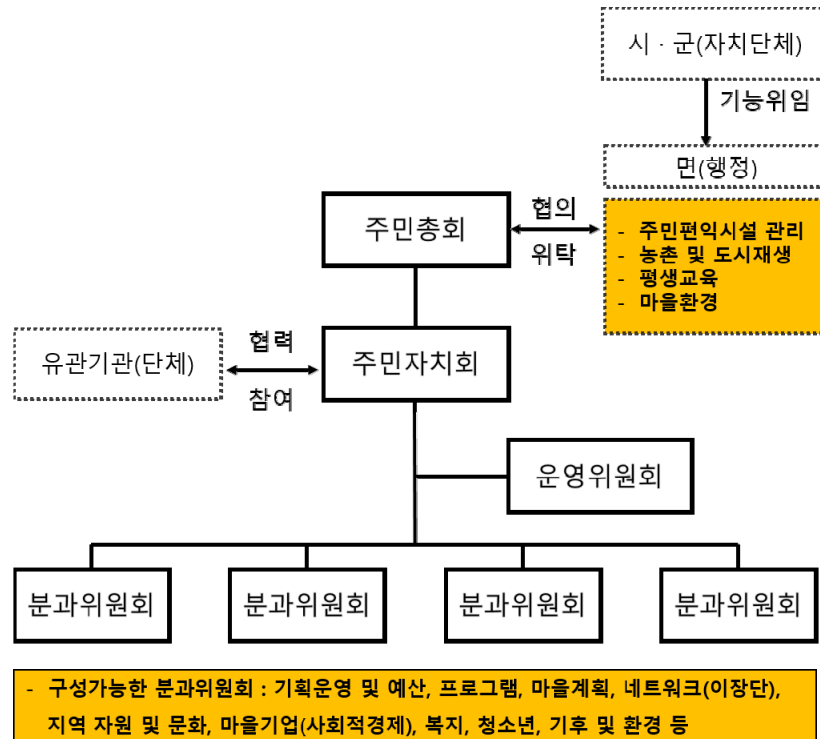 시 · 군(자치단체)
기능위임
면(행정)
주민총회
협의
위탁
- 주민편익시설 관리
- 농촌 및 도시재생
- 평생교육
- 마을환경
유관기관(단체)
협력
참여
주민자치회
운영위원회
분과위원회
분과위원회
분과위원회
분과위원회
- 구성가능한 분과위원회 : 기획운영 및 예산, 프로그램, 마을계획, 네트워크(이장단),
지역 자원 및 문화, 마을기업(사회적경제), 복지, 청소년, 기후 및 환경 등